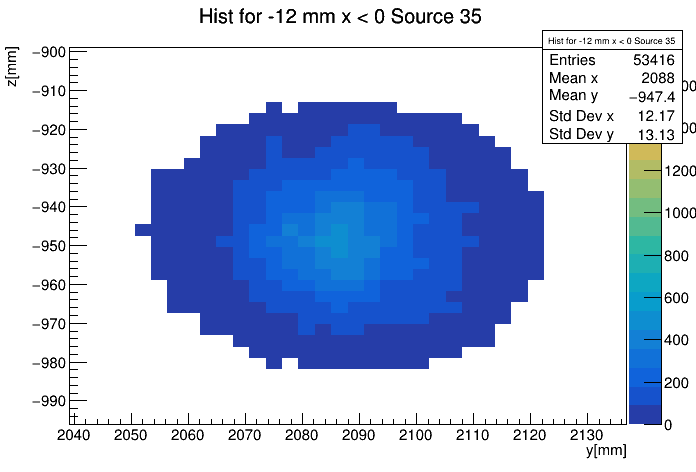 Hist for -12 mm x < 0 Source 35
Hist for -12 mm x < 0 Source 35
Entries 53416
Mean x 2088
Mean y −947.4
Std Dev x 12.17
Std Dev y 13.13
z[mm]
−900
−910
−920
−930
−940
−950
−960
−970
−980
−990
2040 2050 2060 2070 2080 2090 2100 2110 2120 2130
y[mm]
1200
1000
800
600
400
200
0